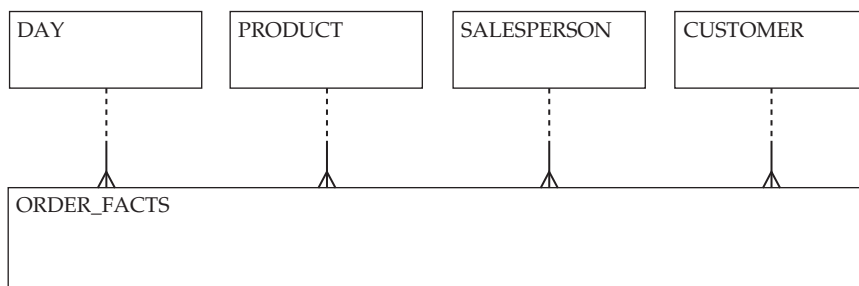 DAY
PRODUCT
SALESPERSON
CUSTOMER
ORDER_FACTS